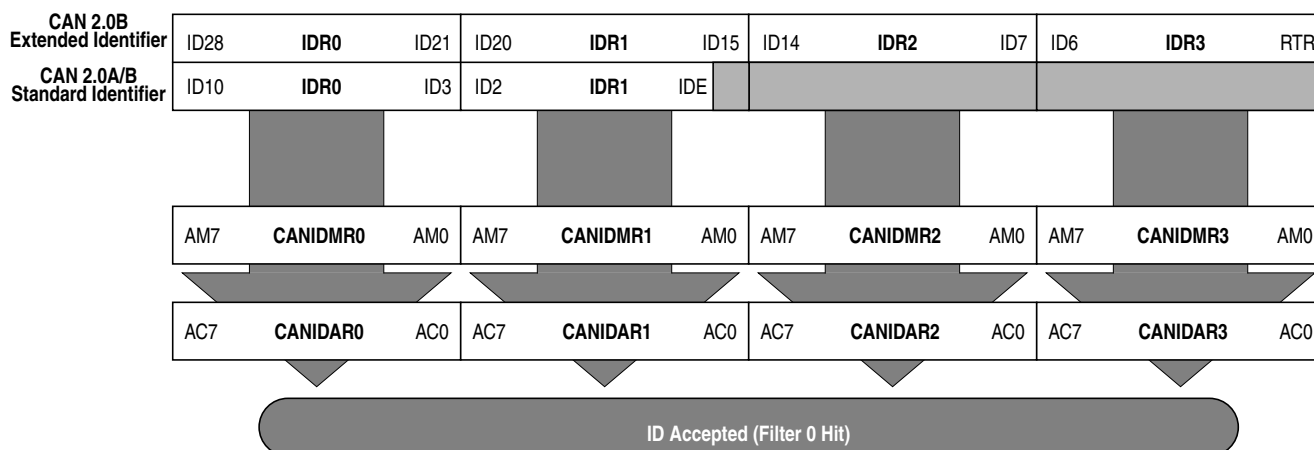 CAN 2.0B
Extended Identifier
ID28 IDR0 ID21 ID20 IDR1 ID15 ID14 IDR2 ID7 ID6 IDR3 RTR
CAN 2.0A/B
Standard Identifier
ID10 IDR0 ID3 ID2 IDR1 IDE
AM7 CANIDMR0 AM0 AM7 CANIDMR1 AM0 AM7 CANIDMR2 AM0 AM7 CANIDMR3 AM0
AC7 CANIDAR0 AC0 AC7 CANIDAR1 AC0 AC7 CANIDAR2 AC0 AC7 CANIDAR3 AC0
ID Accepted (Filter 0 Hit)